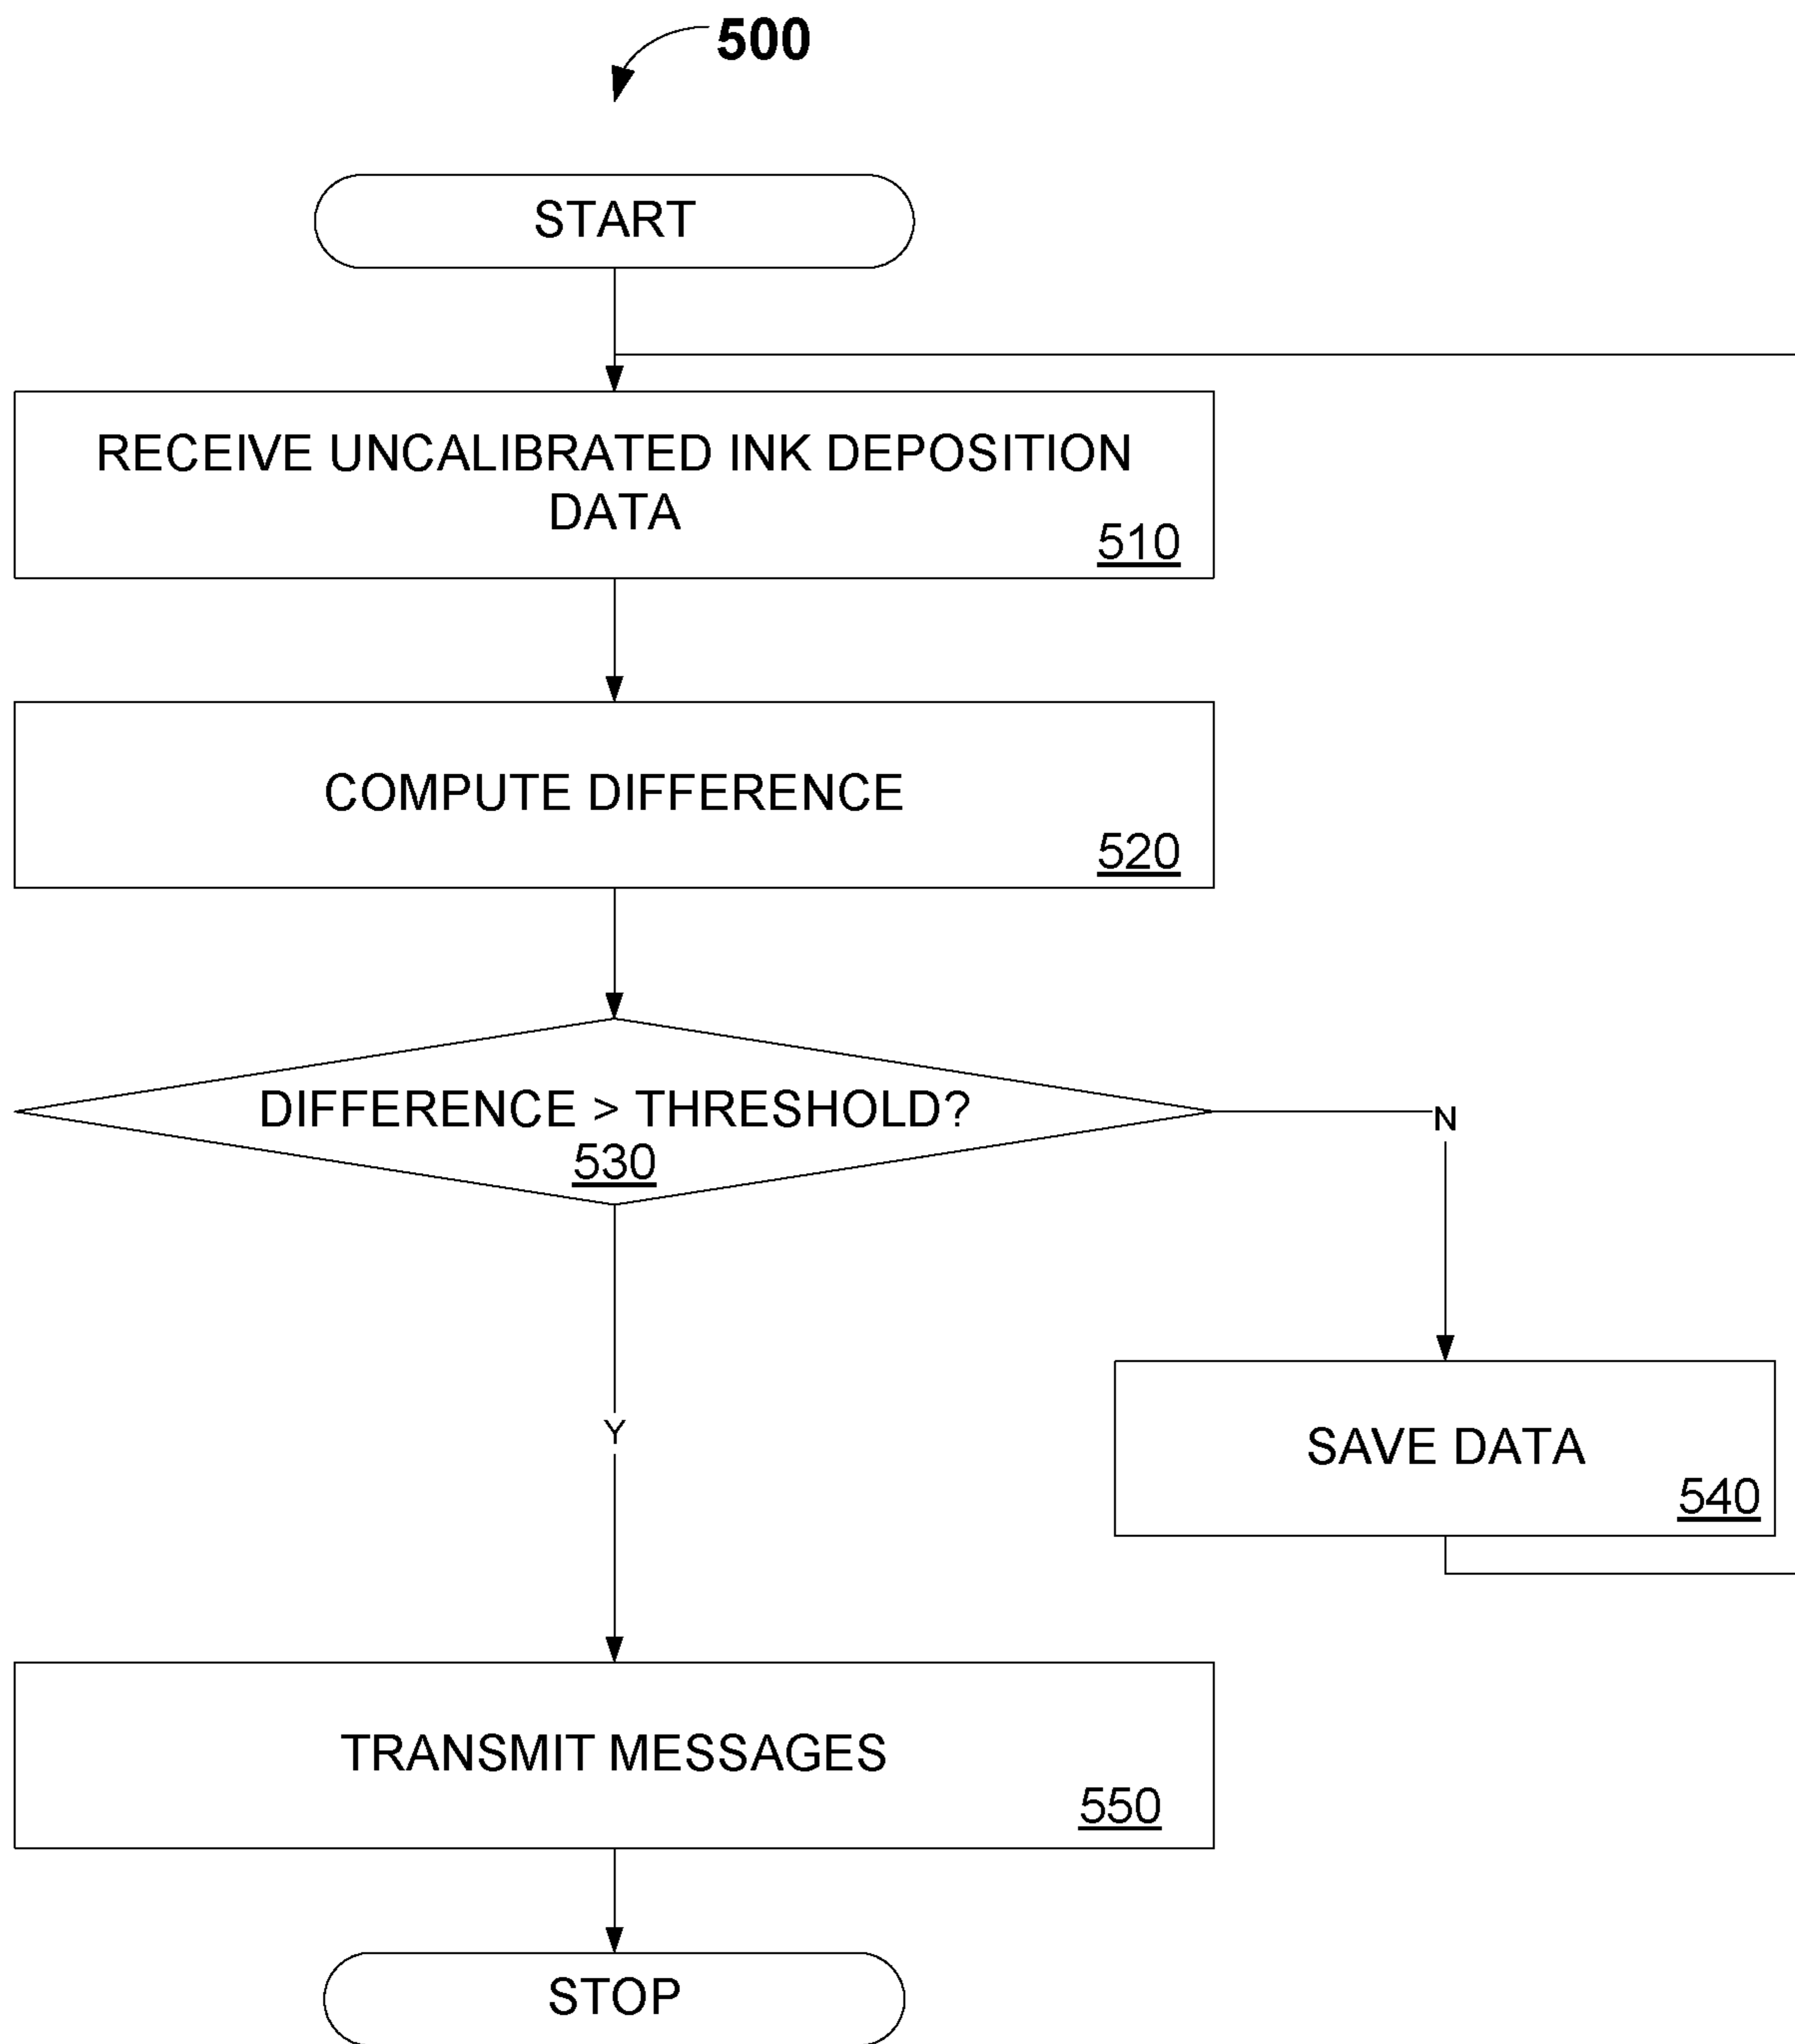 500
START
RECEIVE UNCALIBRATED INK DEPOSITION
DATA
510
COMPUTE DIFFERENCE
520
DIFFERENCE > THRESHOLD?
530
N
Y
SAVE DATA
540
TRANSMIT MESSAGES
550
STOP